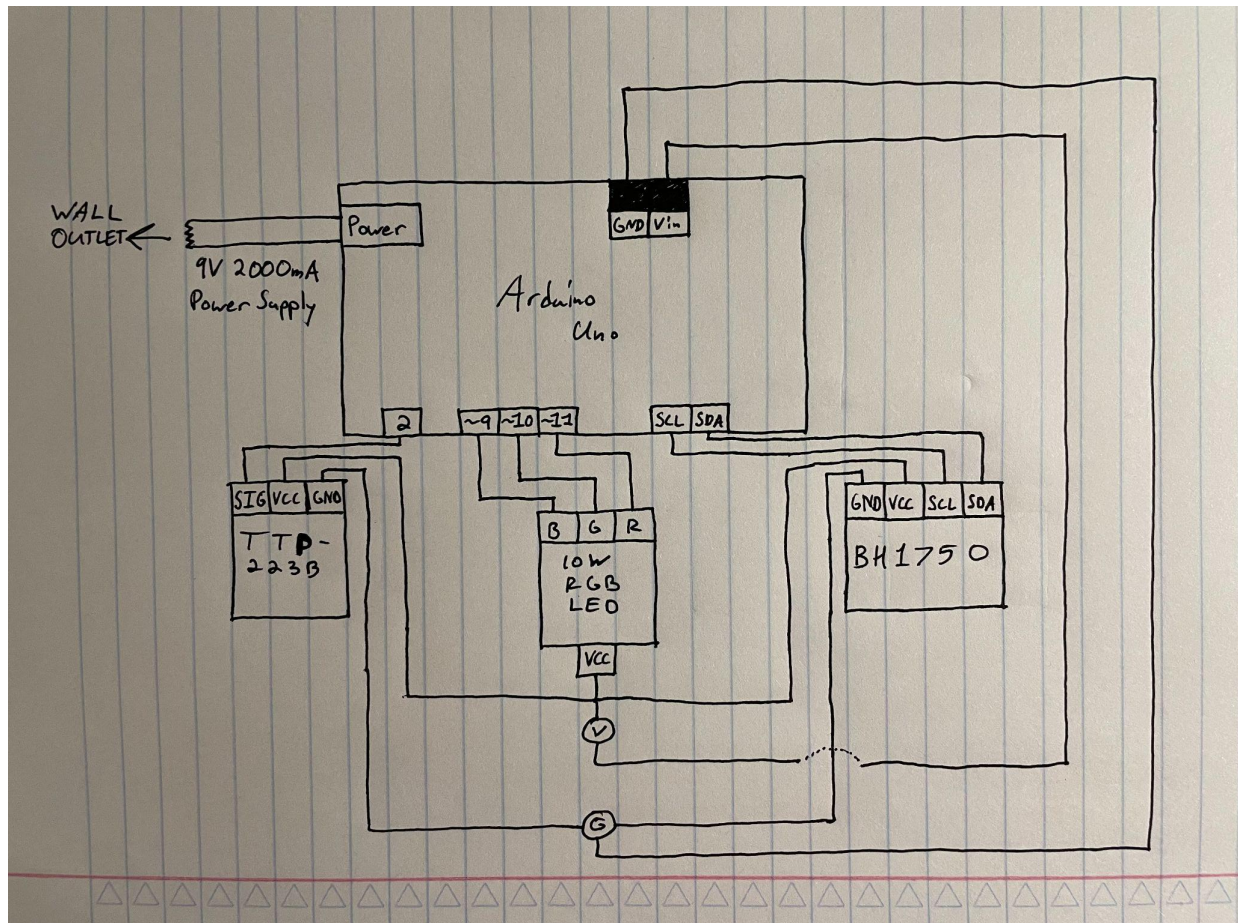 WALL
OUTLET
9V 2000mA
Power Supply
Power
GND Vin
Arduino
Uno
2
~9 ~10 ~11
SCL SDA
SIG VCC GND
TTP-
223B
B G R
10W
RGB
LED
VCC
GND VCC SCL SDA
BH1750
V
G